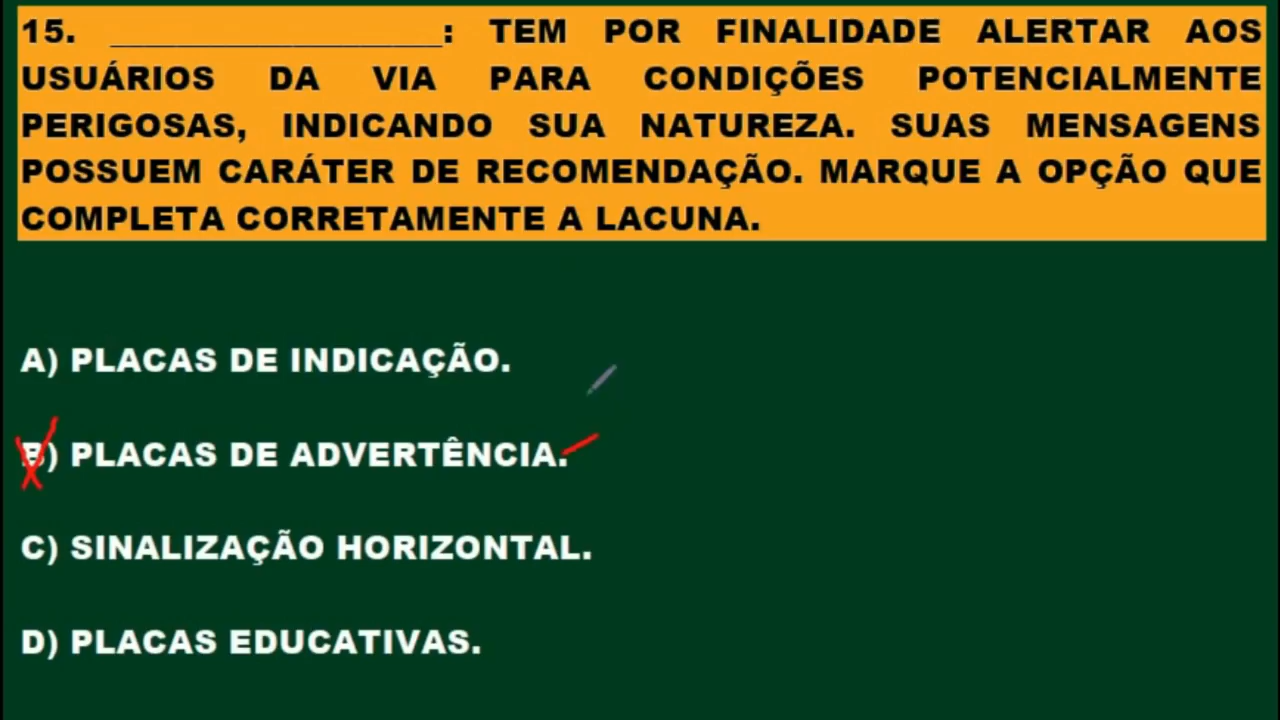 15. ____________________: TEM POR FINALIDADE ALERTAR AOS
USUÁRIOS DA VIA PARA CONDIÇÕES POTENCIALMENTE
PERIGOSAS, INDICANDO SUA NATUREZA. SUAS MENSAGENS
POSSUEM CARÁTER DE RECOMENDAÇÃO. MARQUE A OPÇÃO QUE
COMPLETA CORRETAMENTE A LACUNA.
A) PLACAS DE INDICAÇÃO.
B) PLACAS DE ADVERTÊNCIA.
C) SINALIZAÇÃO HORIZONTAL.
D) PLACAS EDUCATIVAS.